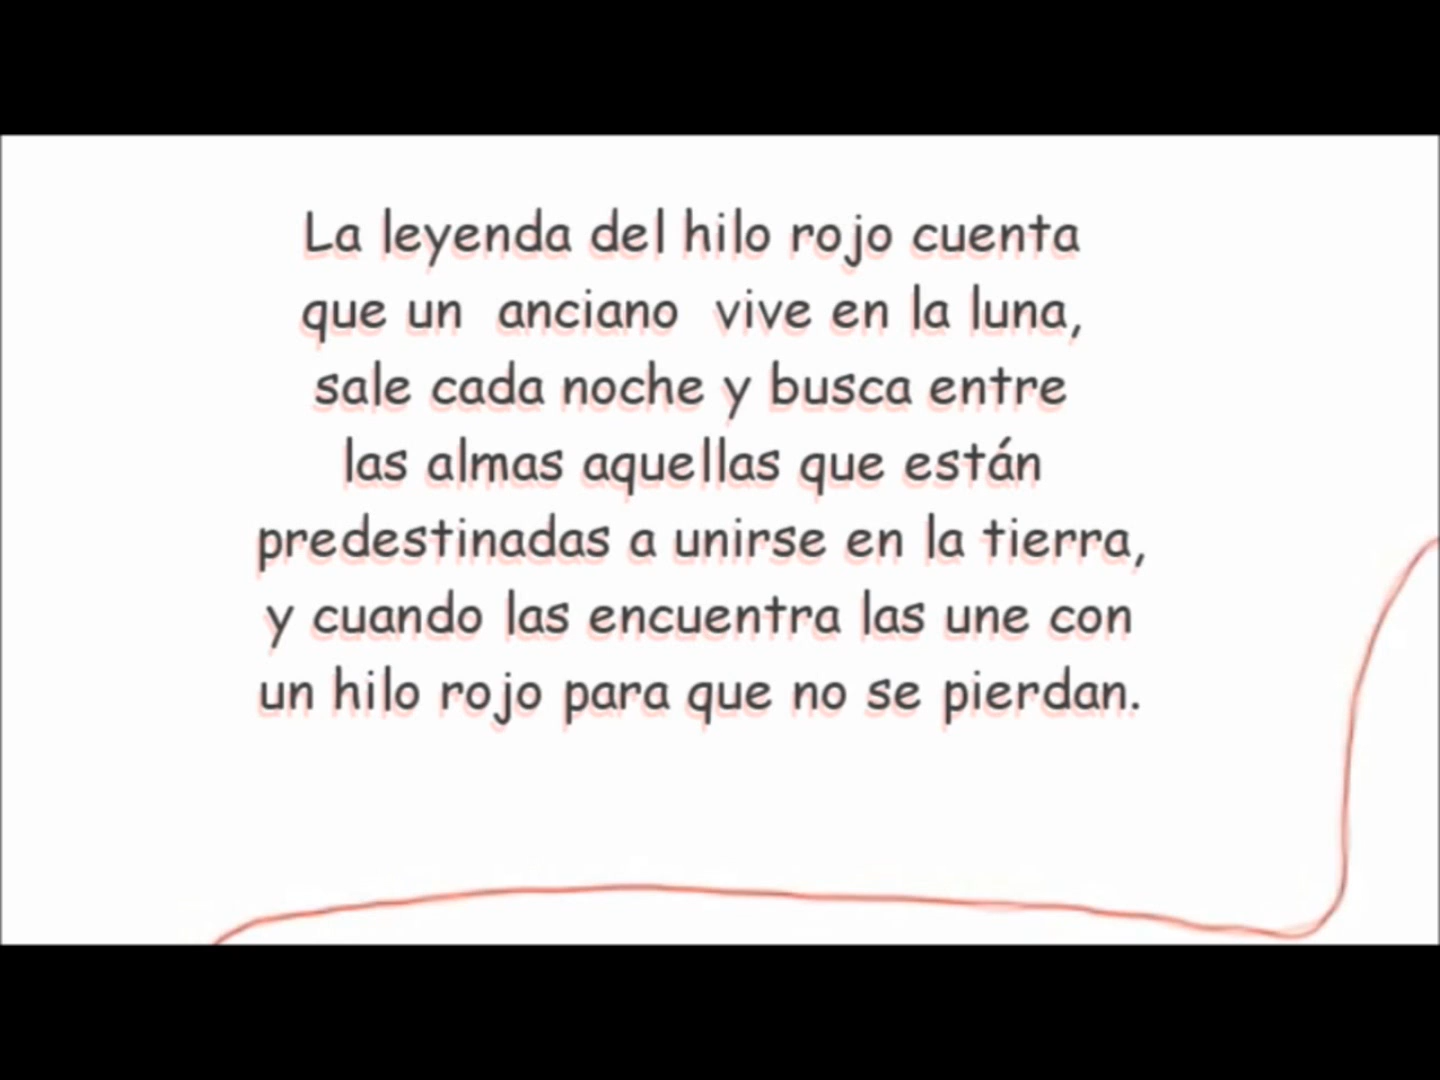 La leyenda del hilo rojo cuenta
que un anciano vive en la luna,
sale cada noche y busca entre
las almas aquellas que están
predestinadas a unirse en la tierra,
y cuando las encuentra las une con
un hilo rojo para que no se pierdan.